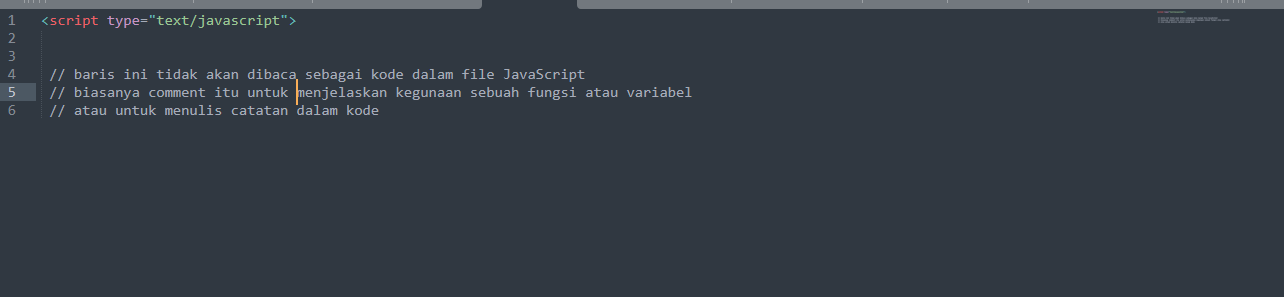 1 <script type="text/javascript">
2
3
4 // baris ini tidak akan dibaca sebagai kode dalam file JavaScript
5 // biasanya comment itu untuk menjelaskan kegunaan sebuah fungsi atau variabel
6 // atau untuk menulis catatan dalam kode